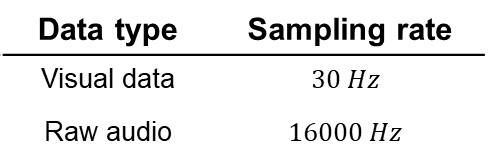 Data type Sampling rate
Visual data 30 Hz
Raw audio 16000 Hz